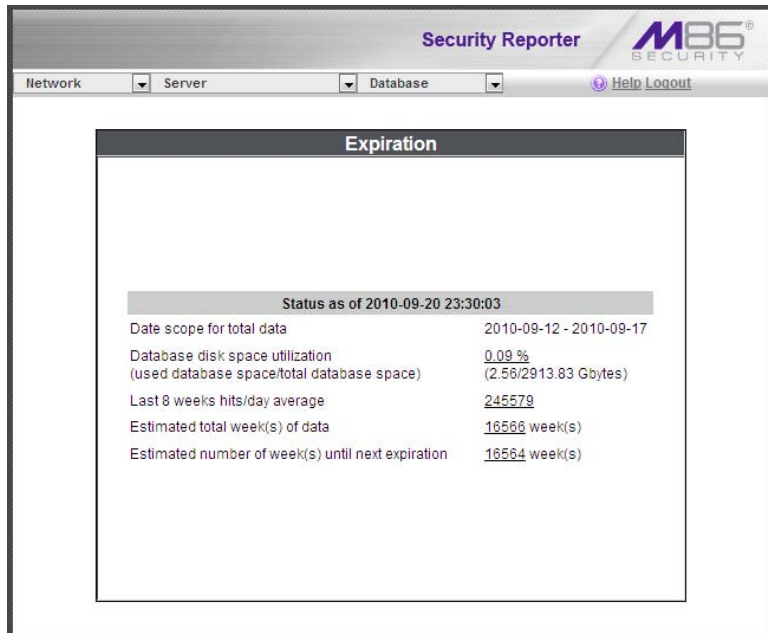 Security Reporter
M86®
SECURITY
Network Server Database Help Logout
Expiration
Status as of 2010-09-20 23:30:03
Date scope for total data 2010-09-12 - 2010-09-17
Database disk space utilization 0.09 %
(used database space/total database space) (2.56/2913.83 Gbytes)
Last 8 weeks hits/day average 245579
Estimated total week(s) of data 16566 week(s)
Estimated number of week(s) until next expiration 16564 week(s)